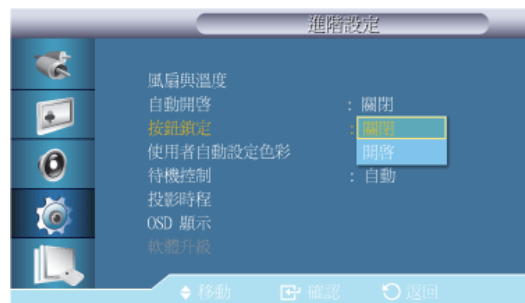 進階設定
風扇與溫度
自動開啓 : 關閉
按鈕鎖定 : 關閉
開啓
使用者自動設定色彩
待機控制 : 自動
投影時程
OSD 顯示
軟體升級
移動 確認 返回